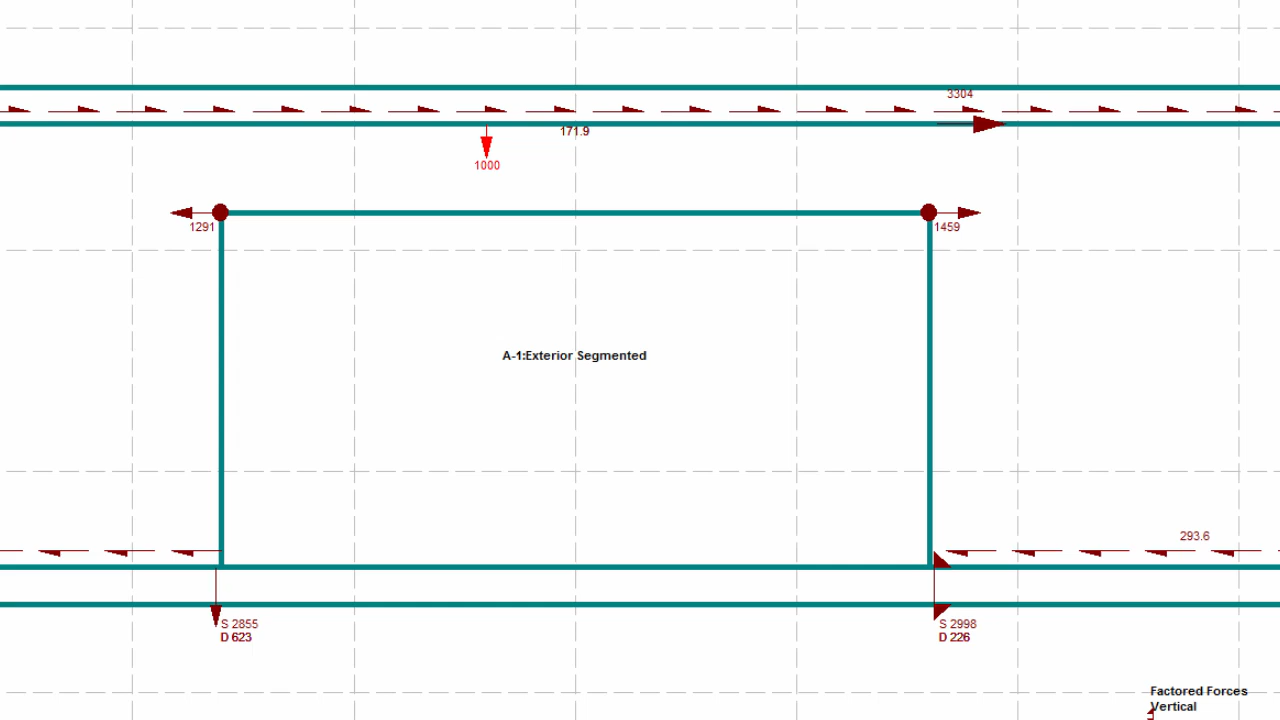 3304
171.9
1000
1291
1459
A-1:Exterior Segmented
293.6
S 2855
D 623
S 2998
D 226
Factored Forces
Vertical